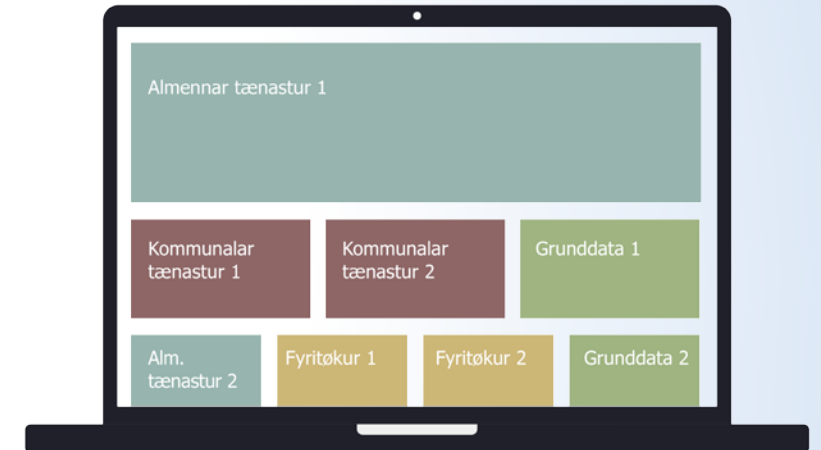 Almennar tænastur 1
Kommunalar
tænastur 1
Kommunalar
tænastur 2
Grunddata 1
Alm.
tænastur 2
Fyritøkur 1
Fyritøkur 2
Grunddata 2